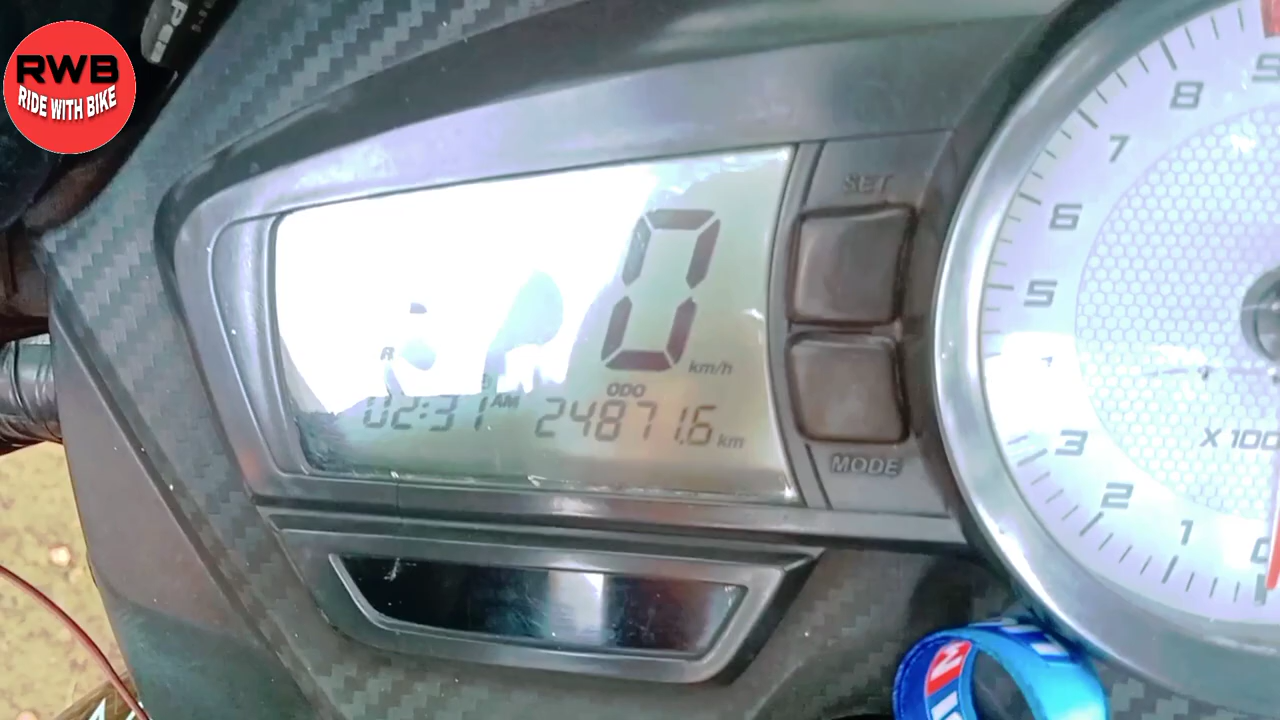 RWB
RIDE WITH BIKE
SET
0
km/h
ODO
02:31 AM
24871.6 km
MODE
8
7
6
5
3
2
1
0